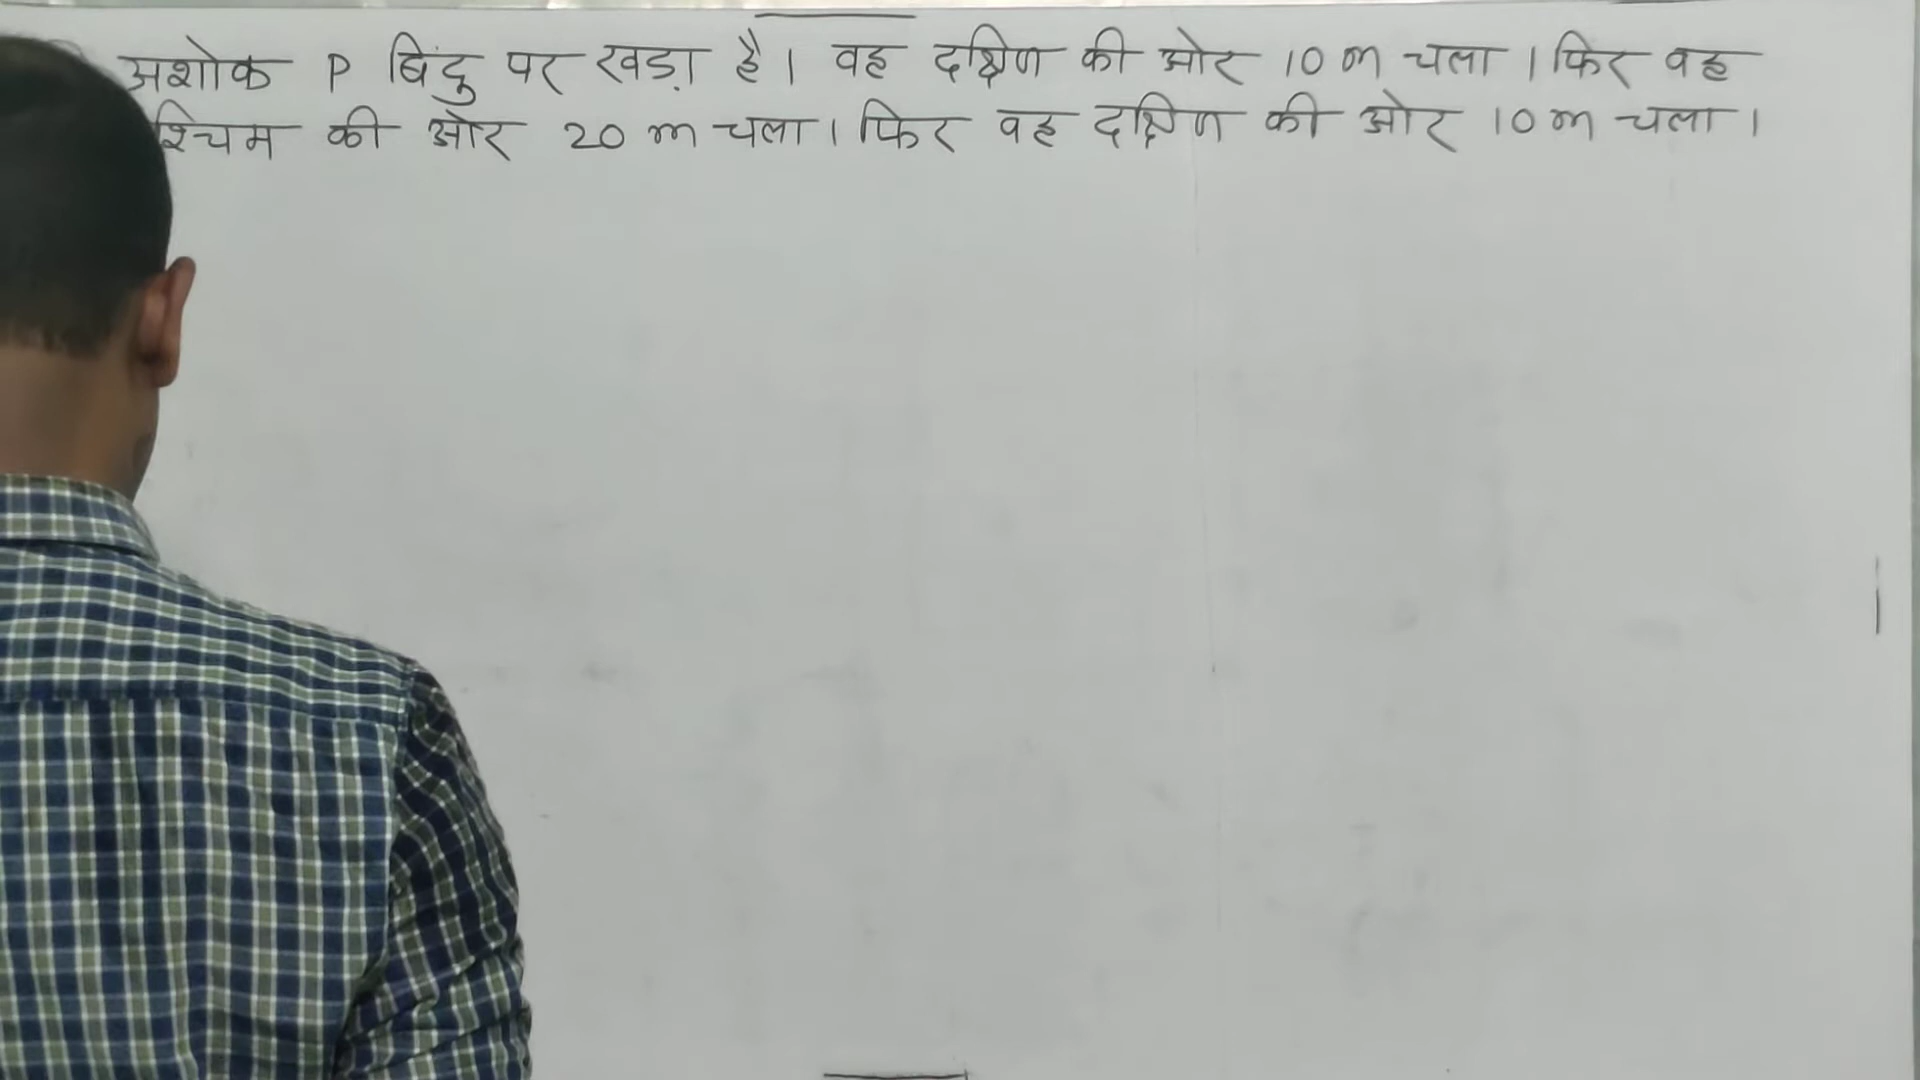 अशोक P बिंदु पर खड़ा है। वह दक्षिण की ओर 10 m चला। फिर वह
श्चिम की ओर 20 m चला। फिर वह दक्षिण की ओर 10 m चला।